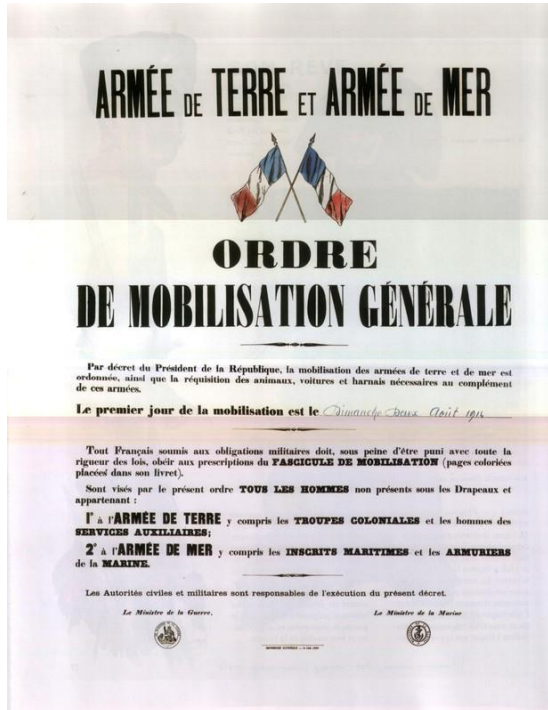 ARMÉE DE TERRE ET ARMÉE DE MER
ORDRE
DE MOBILISATION GÉNÉRALE
Par décret du Président de la République, la mobilisation des armées de terre et de mer est
ordonnée, ainsi que la réquisition des animaux, voitures et harnais nécessaires au complément
de ces armées.
Le premier jour de la mobilisation est le Dimanche deux Août 1914
Tout Français soumis aux obligations militaires doit, sous peine d'être puni avec toute la
rigueur des lois, obéir aux prescriptions du FASCICULE DE MOBILISATION (pages coloriées
placées dans son livret).
Sont visés par le présent ordre TOUS LES HOMMES non présents sous les Drapeaux et
appartenant :
1° à l'ARMÉE DE TERRE y compris les TROUPES COLONIALES et les hommes des
SERVICES AUXILIAIRES;
2° à l'ARMÉE DE MER y compris les INSCRITS MARITIMES et les ARMURIERS
de la MARINE.
Les Autorités civiles et militaires sont responsables de l'exécution du présent décret.
Le Ministre de la Guerre,
Le Ministre de la Marine